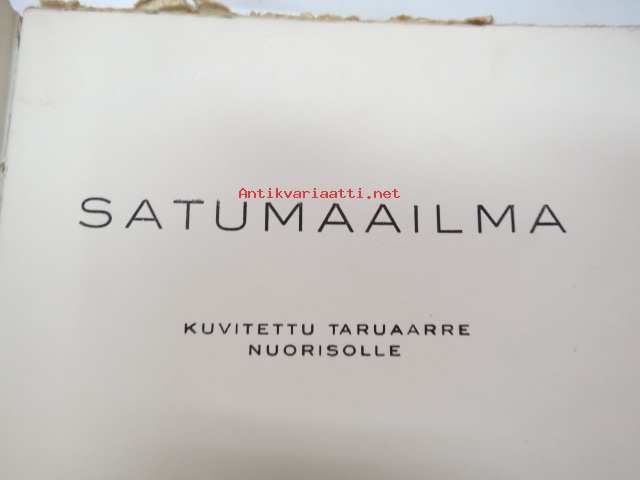 Antikvariaatti.net
SATUMAAILMA
KUVITETTU TARUAARRE
NUORISOLLE